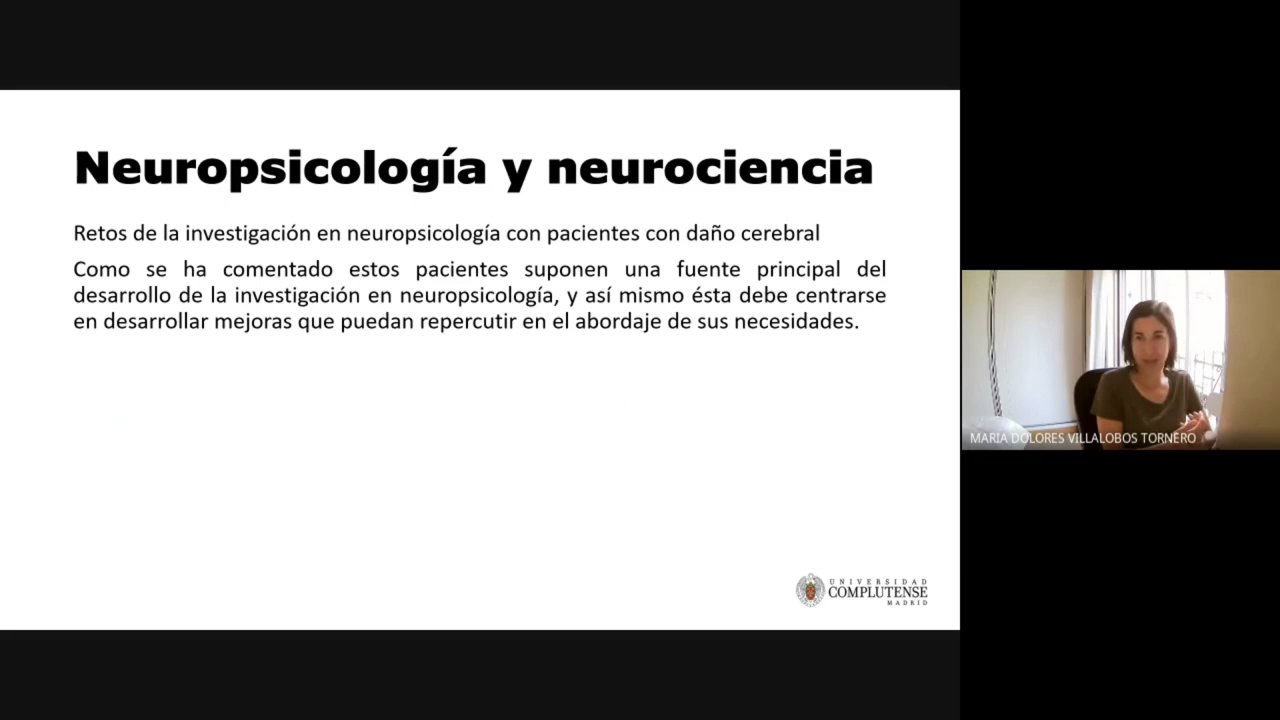 Neuropsicología y neurociencia
Retos de la investigación en neuropsicología con pacientes con daño cerebral
Como se ha comentado estos pacientes suponen una fuente principal del
desarrollo de la investigación en neuropsicología, y así mismo ésta debe centrarse
en desarrollar mejoras que puedan repercutir en el abordaje de sus necesidades.
MARIA DOLORES VILLALOBOS TORNERO
UNIVERSIDAD
COMPLUTENSE
MADRID